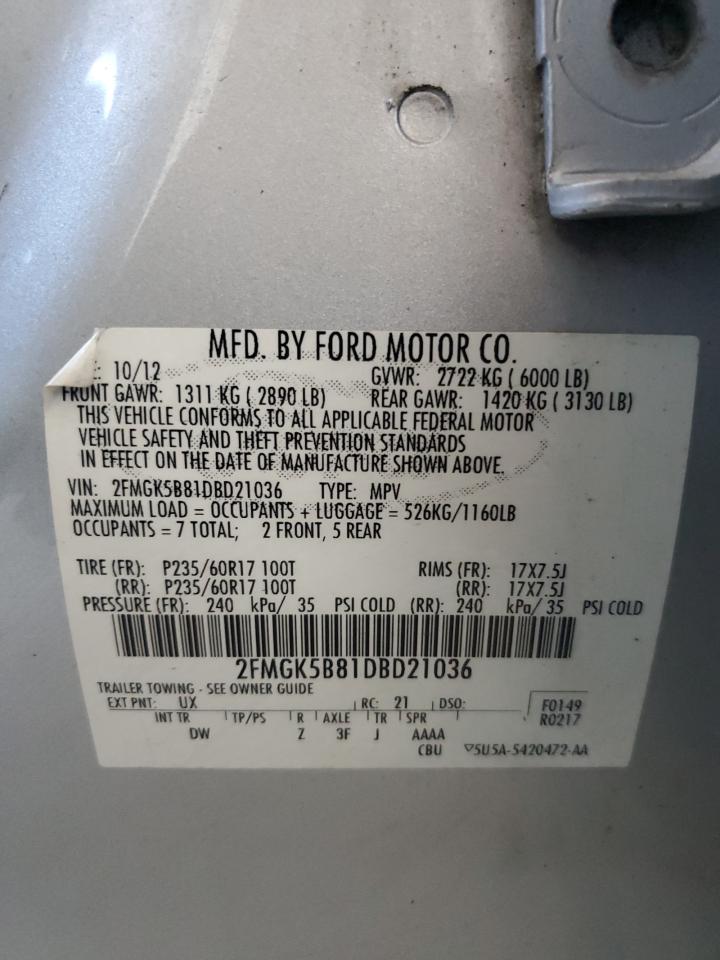 MFD. BY FORD MOTOR CO.
: 10/12 GVWR: 2722 KG ( 6000 LB)
FRONT GAWR: 1311 KG ( 2890 LB) REAR GAWR: 1420 KG ( 3130 LB)
THIS VEHICLE CONFORMS TO ALL APPLICABLE FEDERAL MOTOR
VEHICLE SAFETY AND THEFT PREVENTION STANDARDS
IN EFFECT ON THE DATE OF MANUFACTURE SHOWN ABOVE.
VIN: 2FMGK5B81DBD21036 TYPE: MPV
MAXIMUM LOAD = OCCUPANTS + LUGGAGE = 526KG/1160LB
OCCUPANTS = 7 TOTAL; 2 FRONT, 5 REAR
TIRE (FR): P235/60R17 100T RIMS (FR): 17X7.5J
(RR): P235/60R17 100T (RR): 17X7.5J
PRESSURE (FR): 240 kPa/ 35 PSI COLD (RR): 240 kPa/ 35 PSI COLD
2FMGK5B81DBD21036
TRAILER TOWING - SEE OWNER GUIDE
EXT PNT: UX RC: 21 DSO: F0149
INT TR TP/PS R AXLE TR SPR R0217
DW Z 3F J AAAA
CBU ▽5U5A-5420472-AA